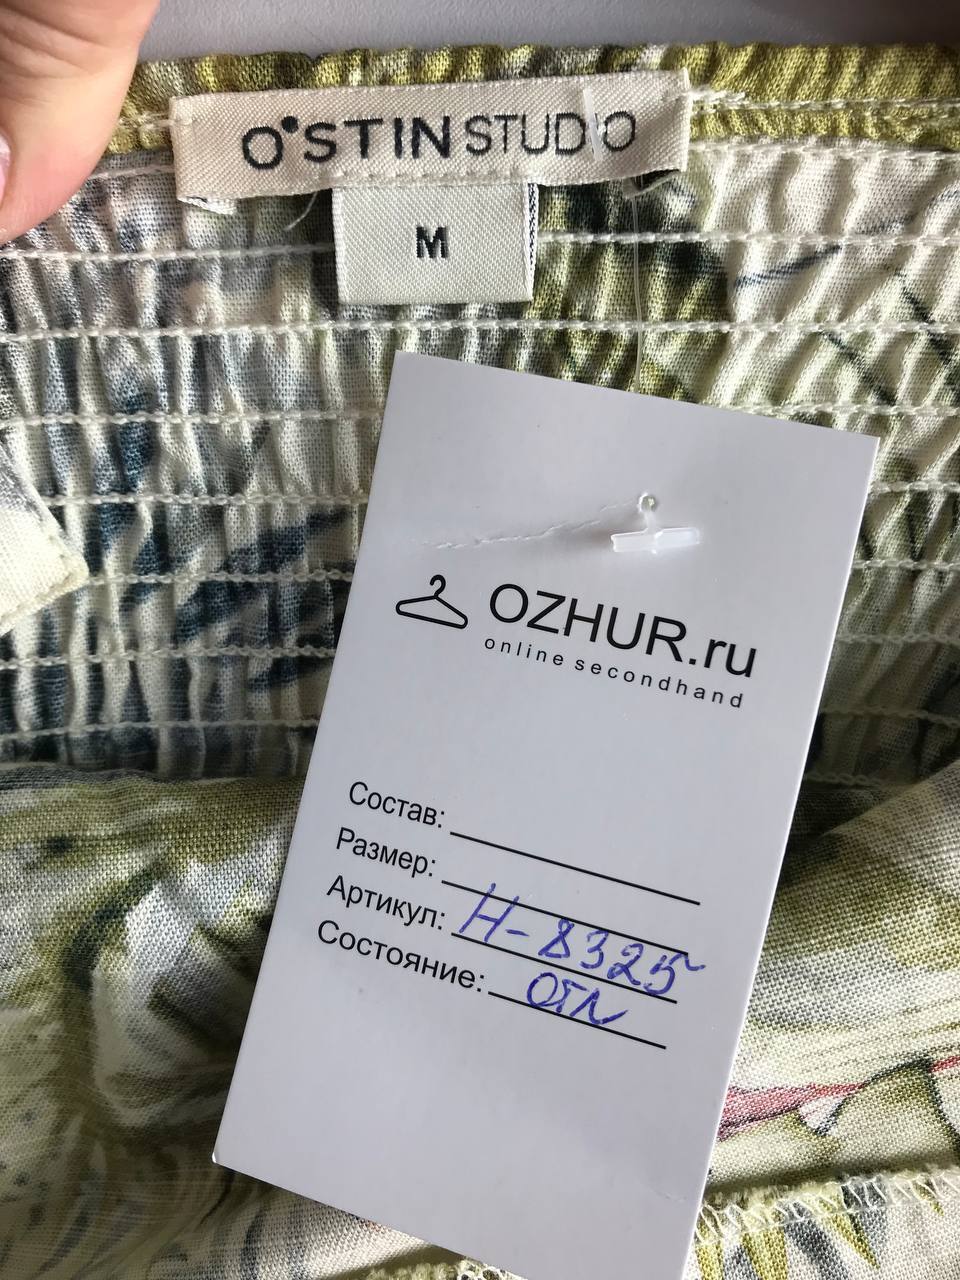 O'STIN STUDIO
M
OZHUR.ru
online secondhand
Состав:
Размер:
Артикул: Н-8325
Состояние: отл